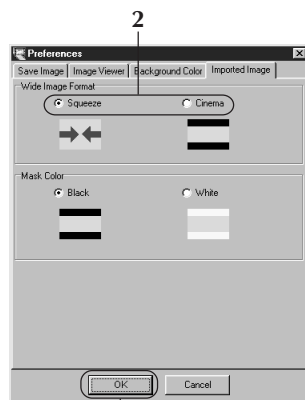 2
Preferences
Save Image Image Viewer Background Color Imported Image
Wide Image Format
Squeeze Cinema
Mask Color
Black White
OK Cancel